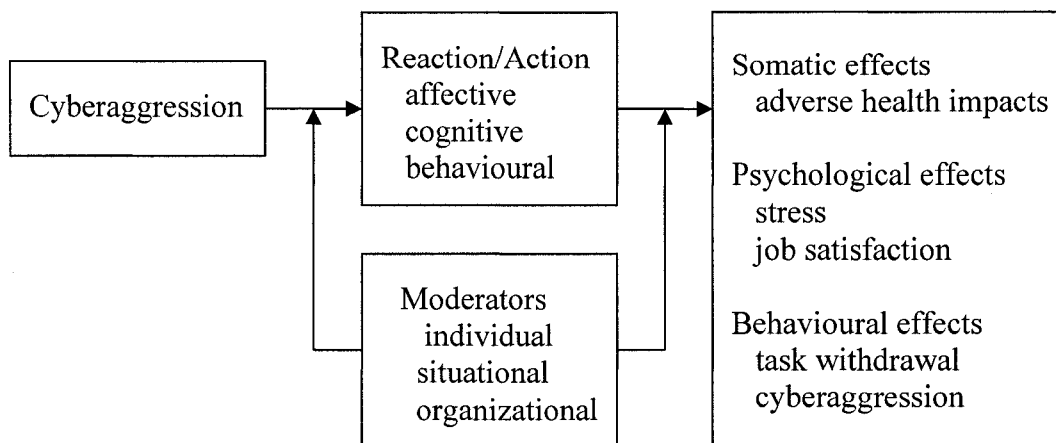 Cyberaggression
Reaction/Action
affective
cognitive
behavioural
Moderators
individual
situational
organizational
Somatic effects
adverse health impacts
Psychological effects
stress
job satisfaction
Behavioural effects
task withdrawal
cyberaggression